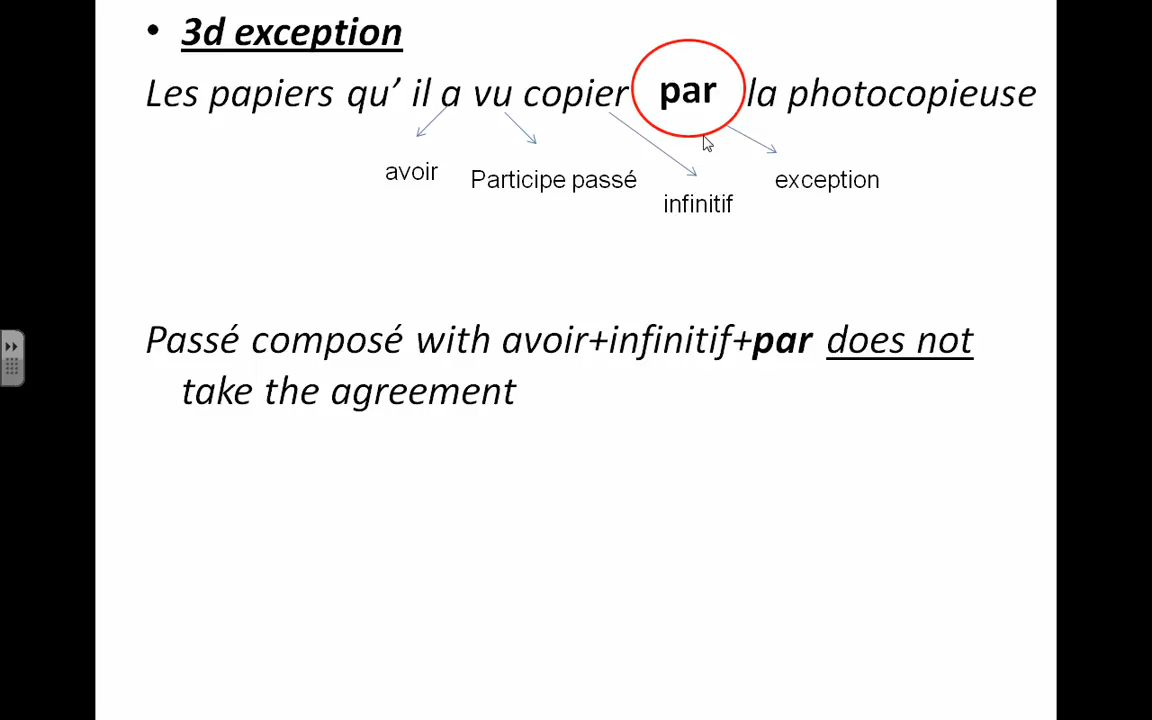 • 3d exception
Les papiers qu’ il a vu copier par la photocopieuse
avoir Participe passé exception
infinitif
Passé composé with avoir+infinitif+par does not
take the agreement